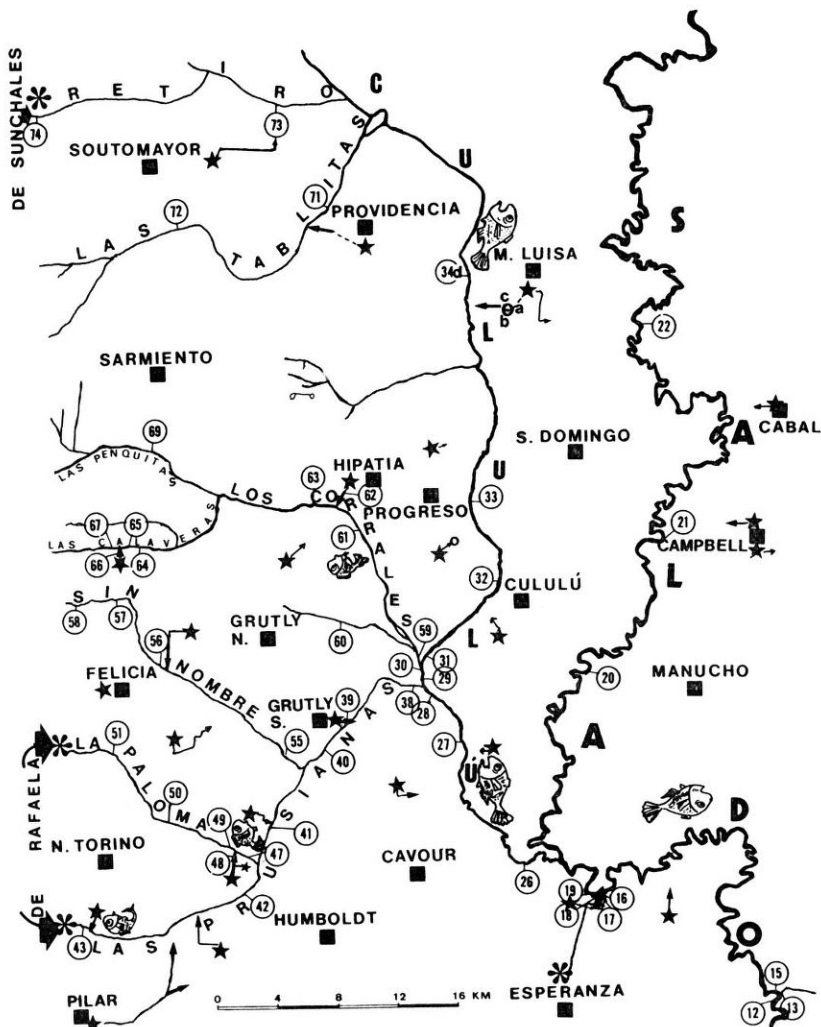 DE SUNCHALES
RETIRO
C
74
73
SOUTOMAYOR
U
71
LAS TABLITAS
72
PROVIDENCIA
S
M. LUISA
34d
c
a
b
L
22
SARMIENTO
A
CABAL
69
S. DOMINGO
LAS PENQUITAS
HIPATIA
63
LOS CORRALES
62
U
33
PROGRESO
67
65
21
61
CAMPBELL
LAS CALAVERAS
66
64
L
32
CULULÚ
SIN NOMBRE
58
57
GRUTLY
N.
60
59
L
56
31
30
29
MANUCHO
20
FELICIA
GRUTLY
S.
39
38
28
A
51
55
40
27
LA PALOMA
Ú
RAFAELA
50
49
41
D
N. TORINO
47
48
CAVOUR
26
19
16
18
17
LAS PRUSIANAS
42
DE
43
HUMBOLDT
O
15
PILAR
0 4 8 16 KM
ESPERANZA
12
13